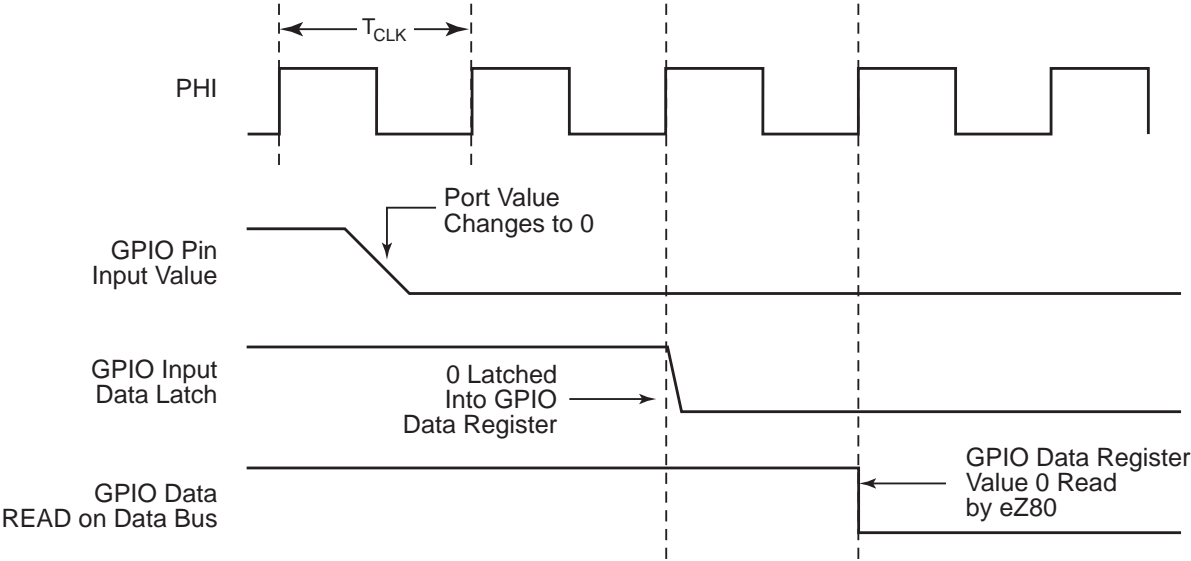 TCLK
PHI
Port Value
Changes to 0
GPIO Pin
Input Value
GPIO Input
Data Latch
0 Latched
Into GPIO
Data Register
GPIO Data
READ on Data Bus
GPIO Data Register
Value 0 Read
by eZ80